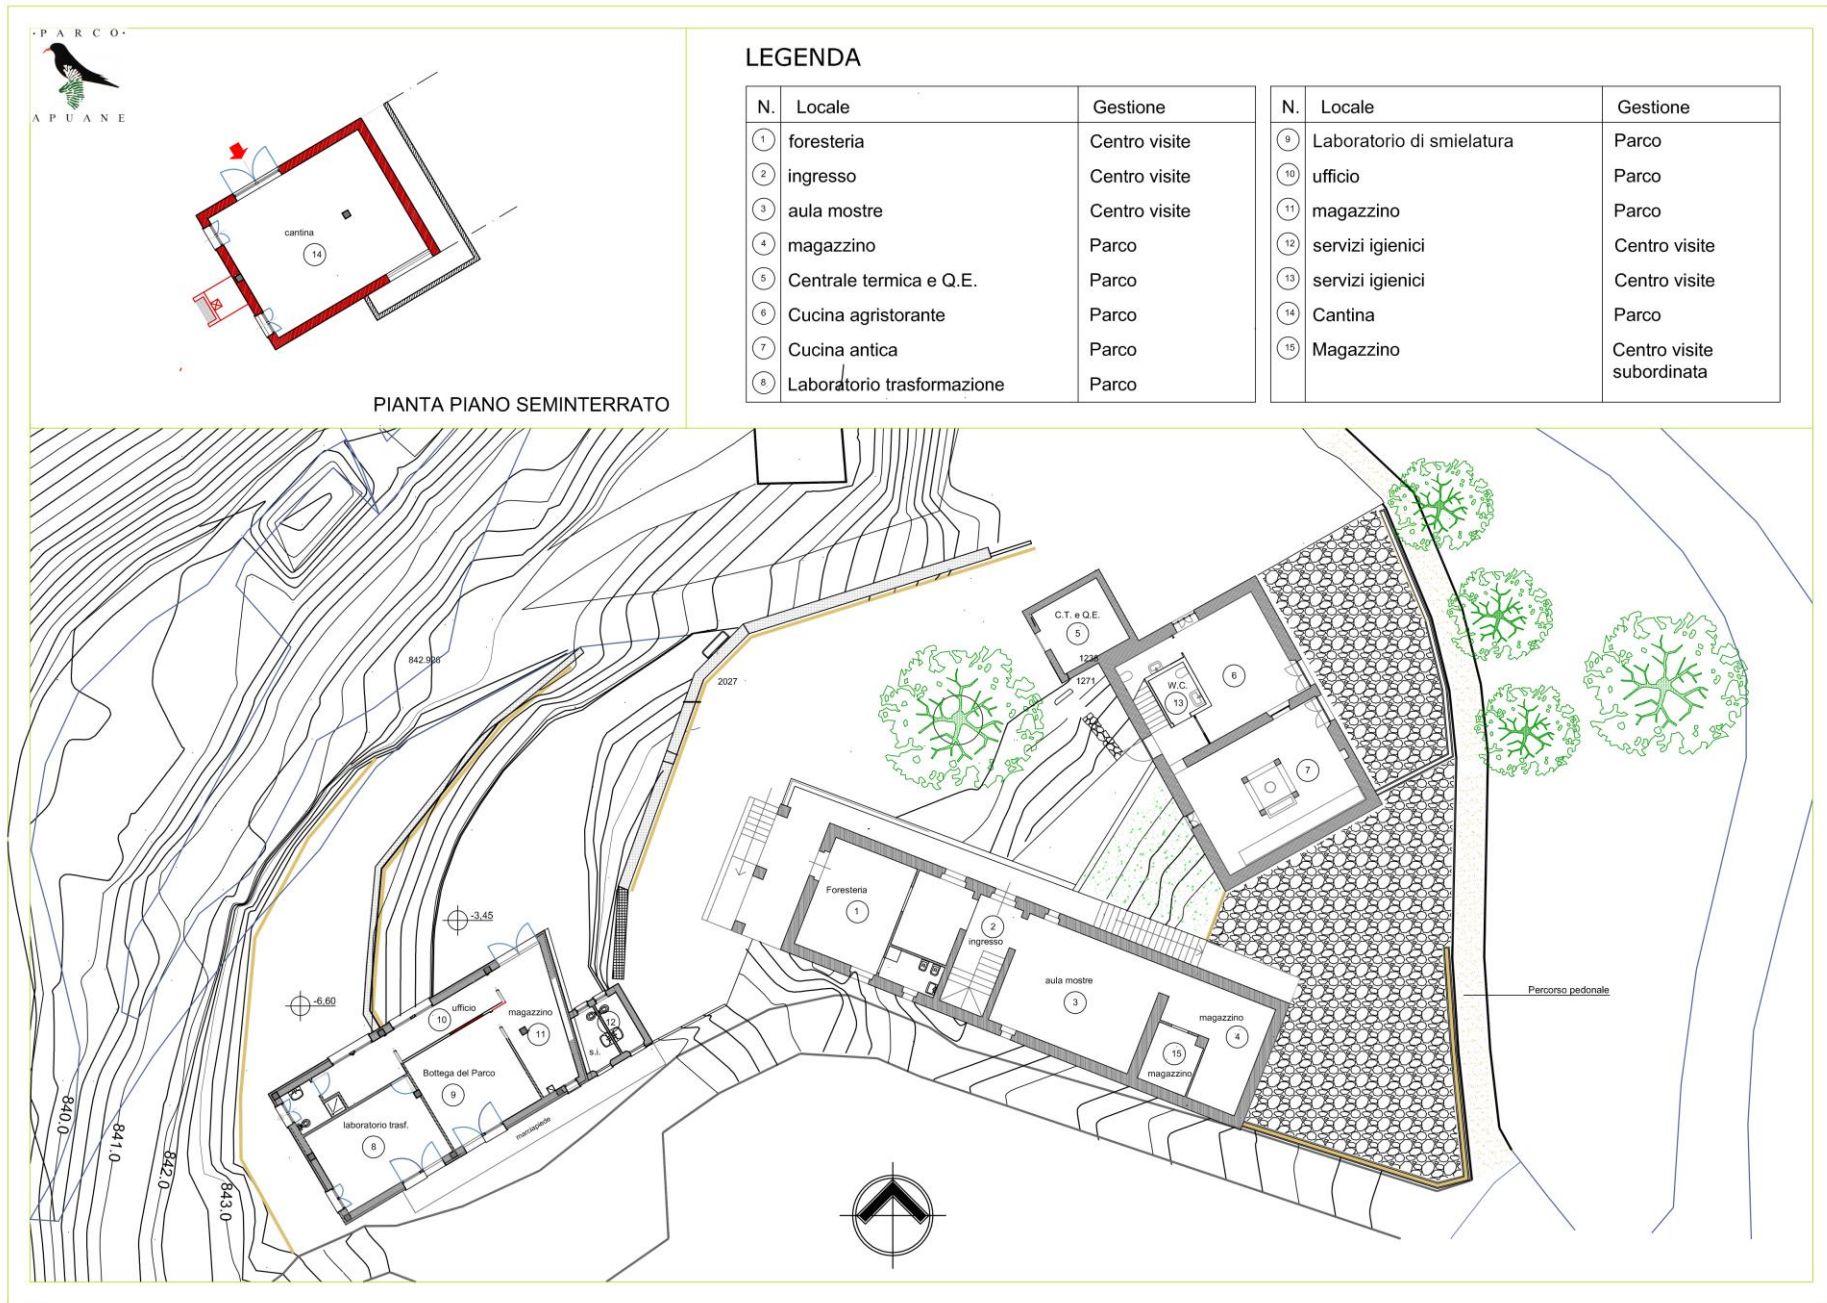 · P A R C O ·
A P U A N E
cantina
14
PIANTA PIANO SEMINTERRATO
LEGENDA
N. Locale Gestione
1 foresteria Centro visite
2 ingresso Centro visite
3 aula mostre Centro visite
4 magazzino Parco
5 Centrale termica e Q.E. Parco
6 Cucina agristorante Parco
7 Cucina antica Parco
8 Laboratorio trasformazione Parco
N. Locale Gestione
9 Laboratorio di smielatura Parco
10 ufficio Parco
11 magazzino Parco
12 servizi igienici Centro visite
13 servizi igienici Centro visite
14 Cantina Parco
15 Magazzino Centro visite
subordinata
C.T. e Q.E.
5
1238
1271
842.926
2027
W.C.
13
6
7
Foresteria
1
2
ingresso
aula mostre
3
magazzino
4
15
magazzino
Percorso pedonale
-3,45
-6,60
ufficio
10
magazzino
11
12
s.i.
Bottega del Parco
9
laboratorio trasf.
8
marciapiede
840.0
841.0
842.0
843.0